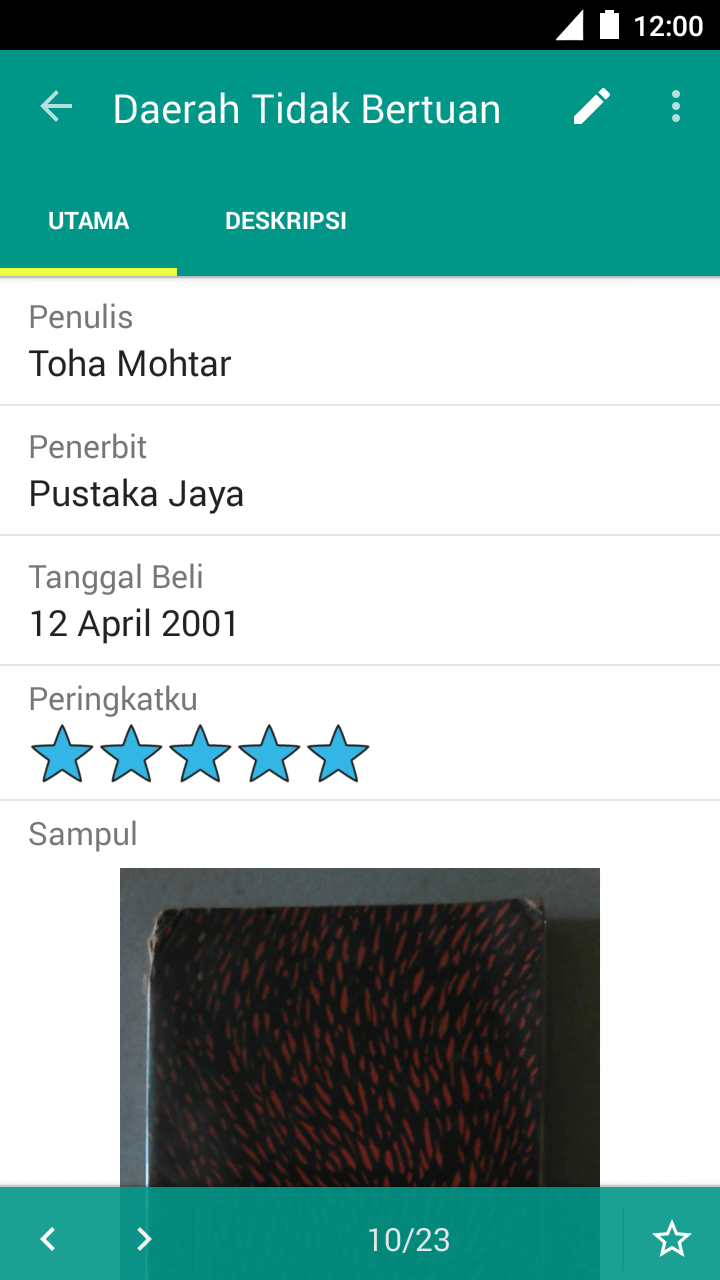 12:00
Daerah Tidak Bertuan
UTAMA
DESKRIPSI
Penulis
Toha Mohtar
Penerbit
Pustaka Jaya
Tanggal Beli
12 April 2001
Peringkatku
Sampul
10/23